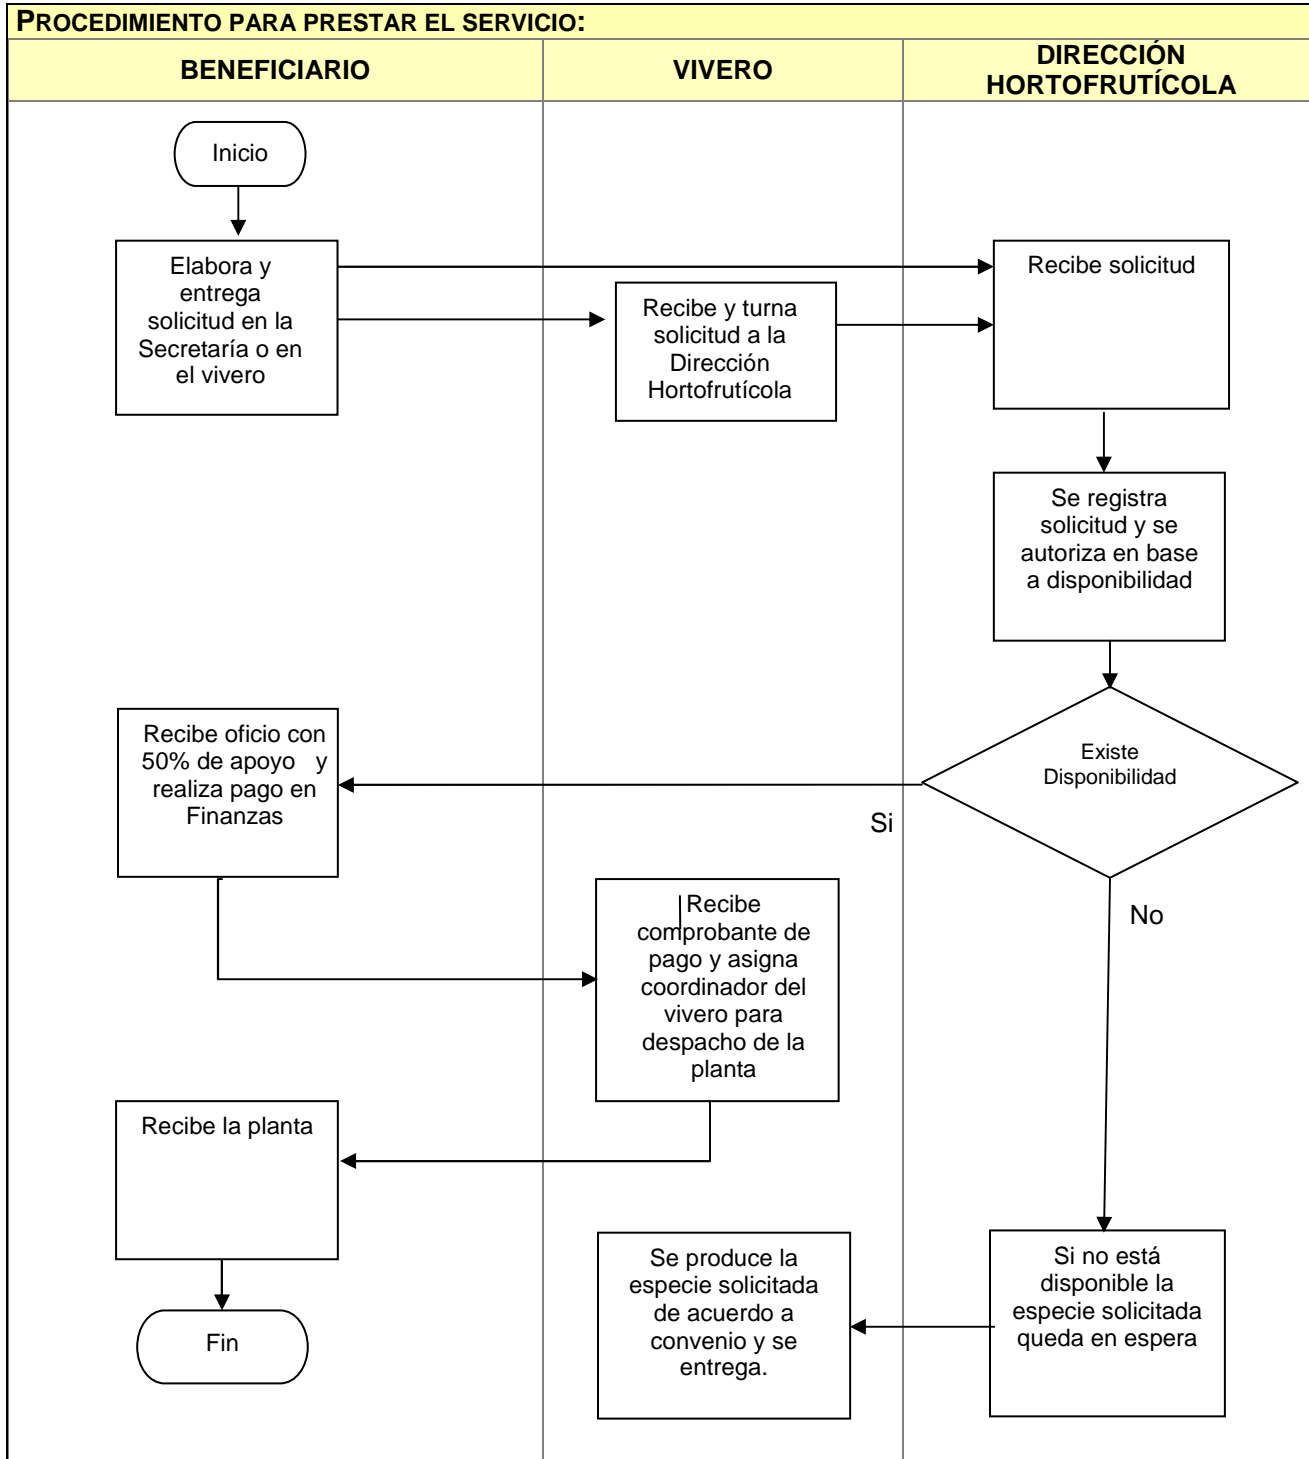 PROCEDIMIENTO PARA PRESTAR EL SERVICIO:
BENEFICIARIO
VIVERO
DIRECCIÓN
HORTOFRUTÍCOLA
Inicio
Elabora y
entrega
solicitud en la
Secretaría o en
el vivero
Recibe y turna
solicitud a la
Dirección
Hortofrutícola
Recibe solicitud
Se registra
solicitud y se
autoriza en base
a disponibilidad
Existe
Disponibilidad
Si
No
Recibe oficio con
50% de apoyo y
realiza pago en
Finanzas
Recibe
comprobante de
pago y asigna
coordinador del
vivero para
despacho de la
planta
Recibe la planta
Fin
Si no está
disponible la
especie solicitada
queda en espera
Se produce la
especie solicitada
de acuerdo a
convenio y se
entrega.